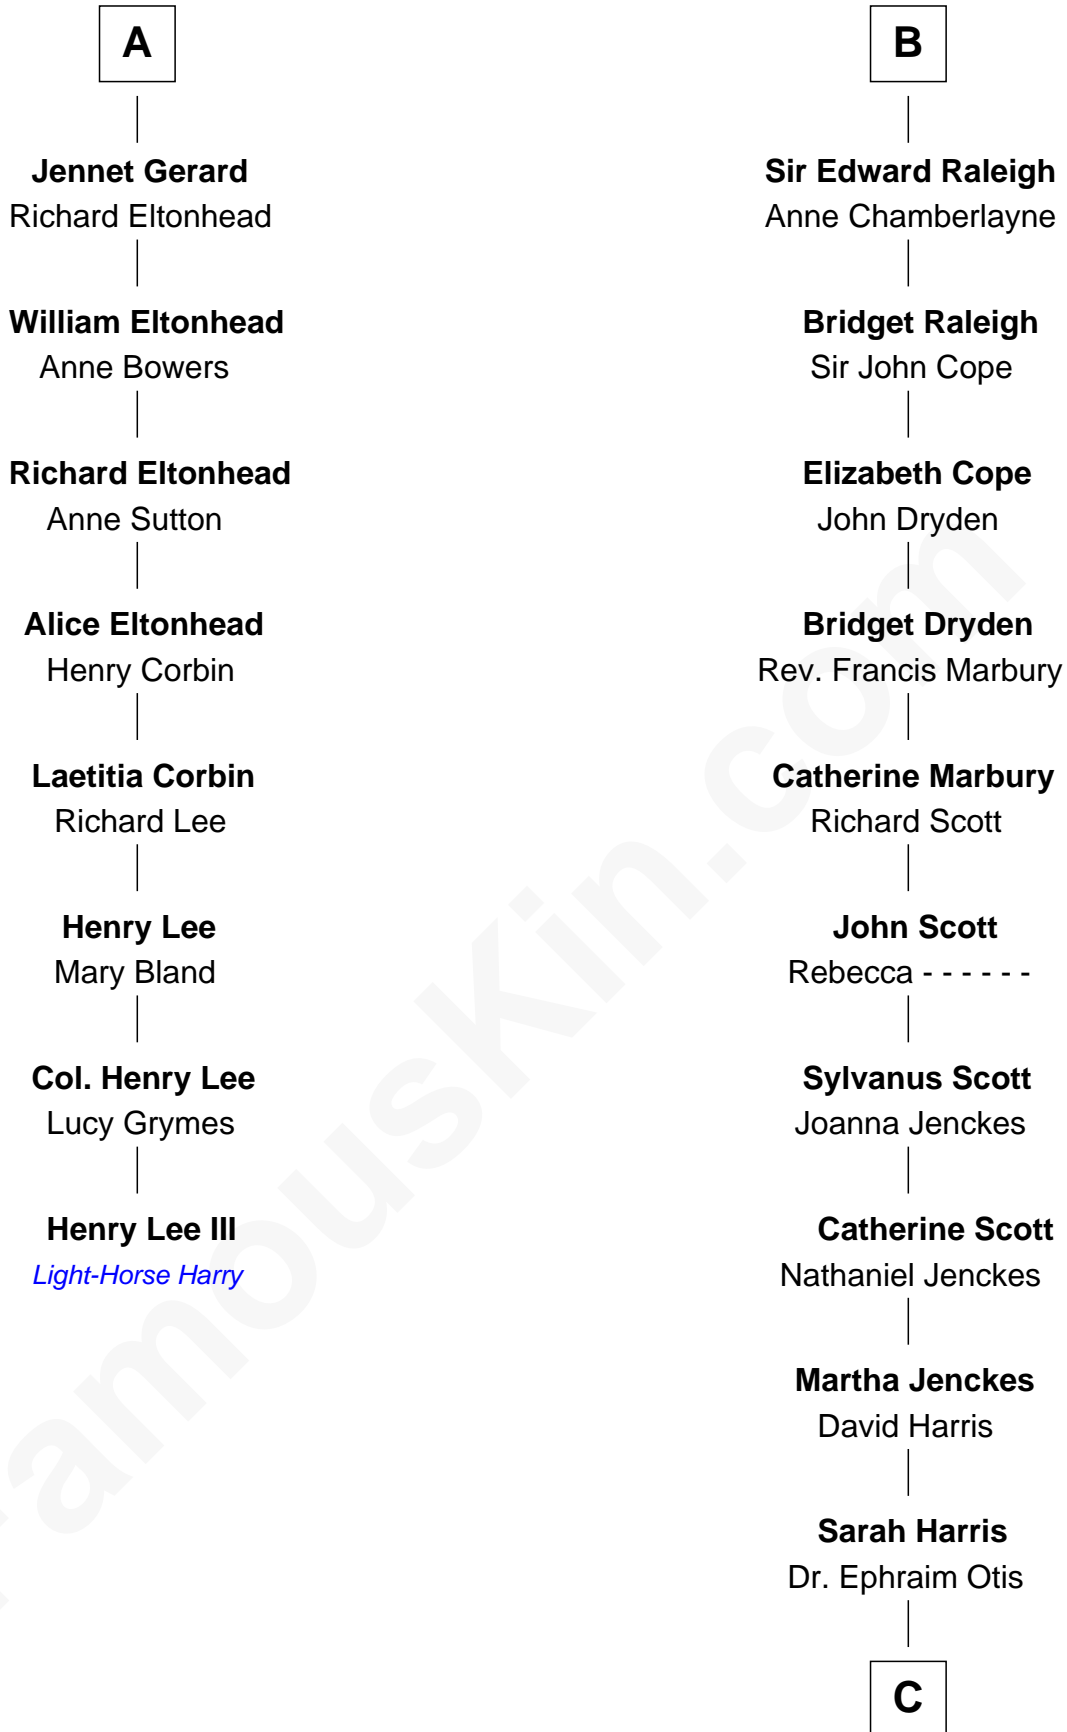 A
Jennet Gerard
Richard Eltonhead
William Eltonhead
Anne Bowers
Richard Eltonhead
Anne Sutton
Alice Eltonhead
Henry Corbin
Laetitia Corbin
Richard Lee
Henry Lee
Mary Bland
Col. Henry Lee
Lucy Grymes
Henry Lee III
Light-Horse Harry
B
Sir Edward Raleigh
Anne Chamberlayne
Bridget Raleigh
Sir John Cope
Elizabeth Cope
John Dryden
Bridget Dryden
Rev. Francis Marbury
Catherine Marbury
Richard Scott
John Scott
Rebecca - - - - - -
Sylvanus Scott
Joanna Jenckes
Catherine Scott
Nathaniel Jenckes
Martha Jenckes
David Harris
Sarah Harris
Dr. Ephraim Otis
C
FamousKin.com